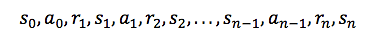 s₀, a₀, r₁, s₁, a₁, r₂, s₂, …, sₙ₋₁, aₙ₋₁, rₙ, sₙ